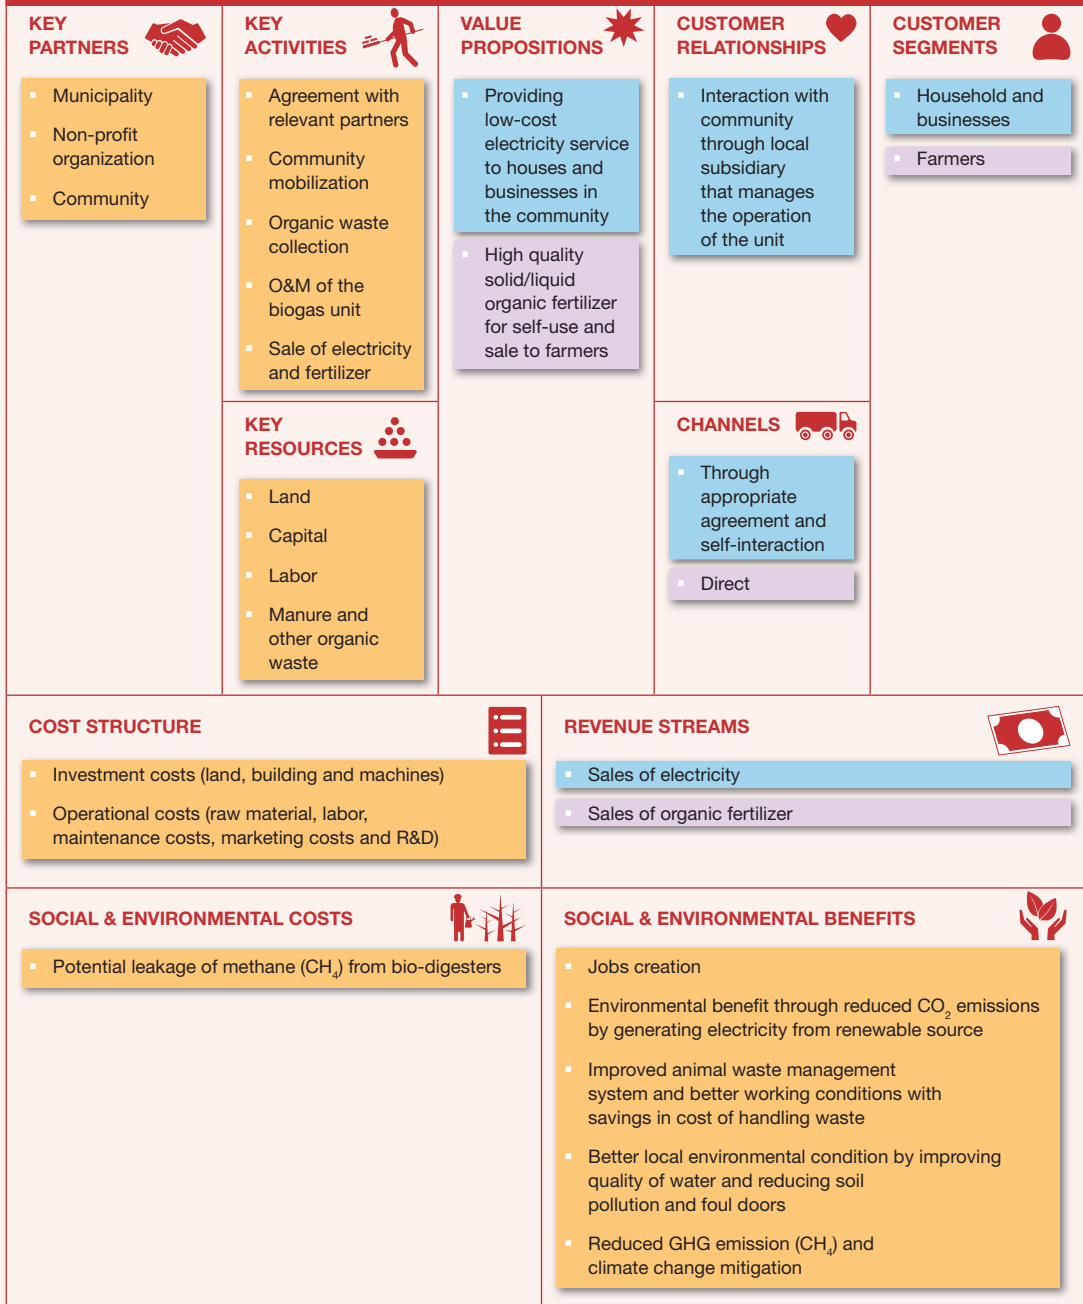 KEY
PARTNERS
▪ Municipality
▪ Non-profit
organization
▪ Community
KEY
ACTIVITIES
▪ Agreement with
relevant partners
▪ Community
mobilization
▪ Organic waste
collection
▪ O&M of the
biogas unit
▪ Sale of electricity
and fertilizer
KEY
RESOURCES
▪ Land
▪ Capital
▪ Labor
▪ Manure and
other organic
waste
VALUE
PROPOSITIONS
▪ Providing
low-cost
electricity service
to houses and
businesses in
the community
▪ High quality
solid/liquid
organic fertilizer
for self-use and
sale to farmers
CUSTOMER
RELATIONSHIPS
▪ Interaction with
community
through local
subsidiary
that manages
the operation
of the unit
CHANNELS
▪ Through
appropriate
agreement and
self-interaction
▪ Direct
CUSTOMER
SEGMENTS
▪ Household and
businesses
▪ Farmers
COST STRUCTURE
▪ Investment costs (land, building and machines)
▪ Operational costs (raw material, labor,
maintenance costs, marketing costs and R&D)
REVENUE STREAMS
▪ Sales of electricity
▪ Sales of organic fertilizer
SOCIAL & ENVIRONMENTAL COSTS
▪ Potential leakage of methane (CH₄) from bio-digesters
SOCIAL & ENVIRONMENTAL BENEFITS
▪ Jobs creation
▪ Environmental benefit through reduced CO₂ emissions
by generating electricity from renewable source
▪ Improved animal waste management
system and better working conditions with
savings in cost of handling waste
▪ Better local environmental condition by improving
quality of water and reducing soil
pollution and foul doors
▪ Reduced GHG emission (CH₄) and
climate change mitigation